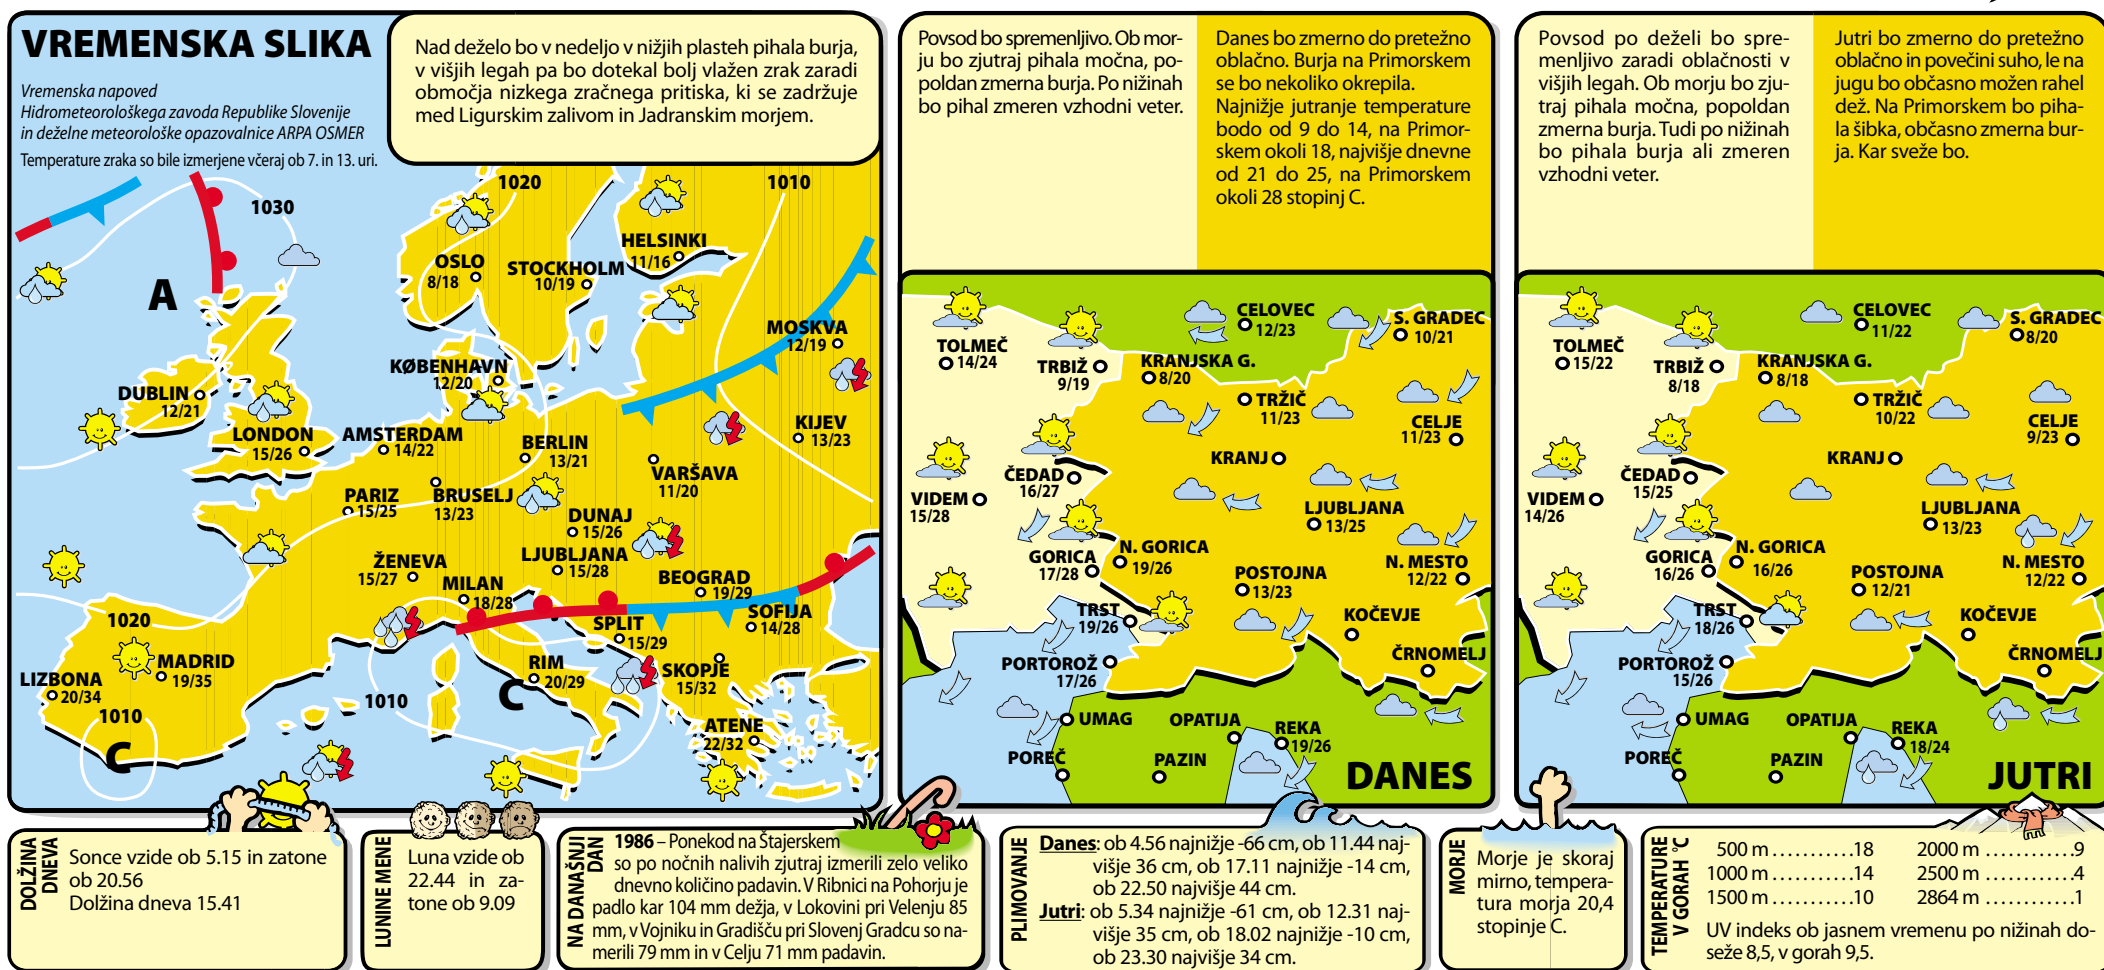 VREMENSKA SLIKA
Vremenska napoved
Hidrometeorološkega zavoda Republike Slovenije
in deželne meteorološke opazovalnice ARPA OSMER
Temperature zraka so bile izmerjene včeraj ob 7. in 13. uri.
Nad deželo bo v nedeljo v nižjih plasteh pihala burja,
v višjih legah pa bo dotekal bolj vlažen zrak zaradi
območja nizkega zračnega pritiska, ki se zadržuje
med Ligurskim zalivom in Jadranskim morjem.
1020
1010
1030
A
HELSINKI
11/16
OSLO
8/18
STOCKHOLM
10/19
MOSKVA
12/19
KØBENHAVN
12/20
DUBLIN
12/21
LONDON
15/26
AMSTERDAM
14/22
BERLIN
13/21
KIJEV
13/23
VARŠAVA
11/20
PARIZ
15/25
BRUSELJ
13/23
DUNAJ
15/26
LJUBLJANA
15/28
ŽENEVA
15/27
MILAN
18/28
BEOGRAD
19/29
SOFIJA
14/28
SPLIT
15/29
1020
MADRID
19/35
LIZBONA
20/34
1010
C
1010
RIM
20/29
C
SKOPJE
15/32
ATENE
22/32
Povsod bo spremenljivo. Ob mor-
ju bo zjutraj pihala močna, po-
poldan zmerna burja. Po nižinah
bo pihal zmeren vzhodni veter.
Danes bo zmerno do pretežno
oblačno. Burja na Primorskem
se bo nekoliko okrepila.
Najnižje jutranje temperature
bodo od 9 do 14, na Primor-
skem okoli 18, najvišje dnevne
od 21 do 25, na Primorskem
okoli 28 stopinj C.
CELOVEC
12/23
S. GRADEC
10/21
TOLMEČ
14/24
TRBIŽ
9/19
KRANJSKA G.
8/20
TRŽIČ
11/23
CELJE
11/23
KRANJ
ČEDAD
16/27
VIDEM
15/28
LJUBLJANA
13/25
GORICA
17/28
N. GORICA
19/26
POSTOJNA
13/23
N. MESTO
12/22
TRST
19/26
KOČEVJE
PORTOROŽ
17/26
ČRNOMELJ
UMAG
OPATIJA
REKA
19/26
POREČ
PAZIN
DANES
Povsod po deželi bo spre-
menljivo zaradi oblačnosti v
višjih legah. Ob morju bo zju-
traj pihala močna, popoldan
zmerna burja. Tudi po nižinah
bo pihala burja ali zmeren
vzhodni veter.
Jutri bo zmerno do pretežno
oblačno in povečini suho, le na
jugu bo občasno možen rahel
dež. Na Primorskem bo piha-
la šibka, občasno zmerna bur-
ja. Kar sveže bo.
CELOVEC
11/22
S. GRADEC
8/20
TOLMEČ
15/22
TRBIŽ
8/18
KRANJSKA G.
8/18
TRŽIČ
10/22
CELJE
9/23
KRANJ
ČEDAD
15/25
VIDEM
14/26
LJUBLJANA
13/23
GORICA
16/26
N. GORICA
16/26
POSTOJNA
12/21
N. MESTO
12/22
TRST
18/26
KOČEVJE
PORTOROŽ
15/26
ČRNOMELJ
UMAG
OPATIJA
REKA
18/24
POREČ
PAZIN
JUTRI
DOLŽINA
DNEVA
Sonce vzide ob 5.15 in zatone
ob 20.56
Dolžina dneva 15.41
LUNINE MENE
Luna vzide ob
22.44 in za-
tone ob 9.09
NA DANAŠNJI
DAN
1986 – Ponekod na Štajerskem
so po nočnih nalivih zjutraj izmerili zelo veliko
dnevno količino padavin. V Ribnici na Pohorju je
padlo kar 104 mm dežja, v Lokovini pri Velenju 85
mm, v Vojniku in Gradišču pri Slovenj Gradcu so na-
merili 79 mm in v Celju 71 mm padavin.
PLIMOVANJE
Danes: ob 4.56 najnižje -66 cm, ob 11.44 naj-
višje 36 cm, ob 17.11 najnižje -14 cm,
ob 22.50 najvišje 44 cm.
Jutri: ob 5.34 najnižje -61 cm, ob 12.31 naj-
višje 35 cm, ob 18.02 najnižje -10 cm,
ob 23.30 najvišje 34 cm.
MORJE
Morje je skoraj
mirno, tempera-
tura morja 20,4
stopinje C.
TEMPERATURE
V GORAH °C
500 m ...........18
1000 m ...........14
1500 m ...........10
2000 m ............9
2500 m ............4
2864 m ............1
UV indeks ob jasnem vremenu po nižinah do-
seže 8,5, v gorah 9,5.